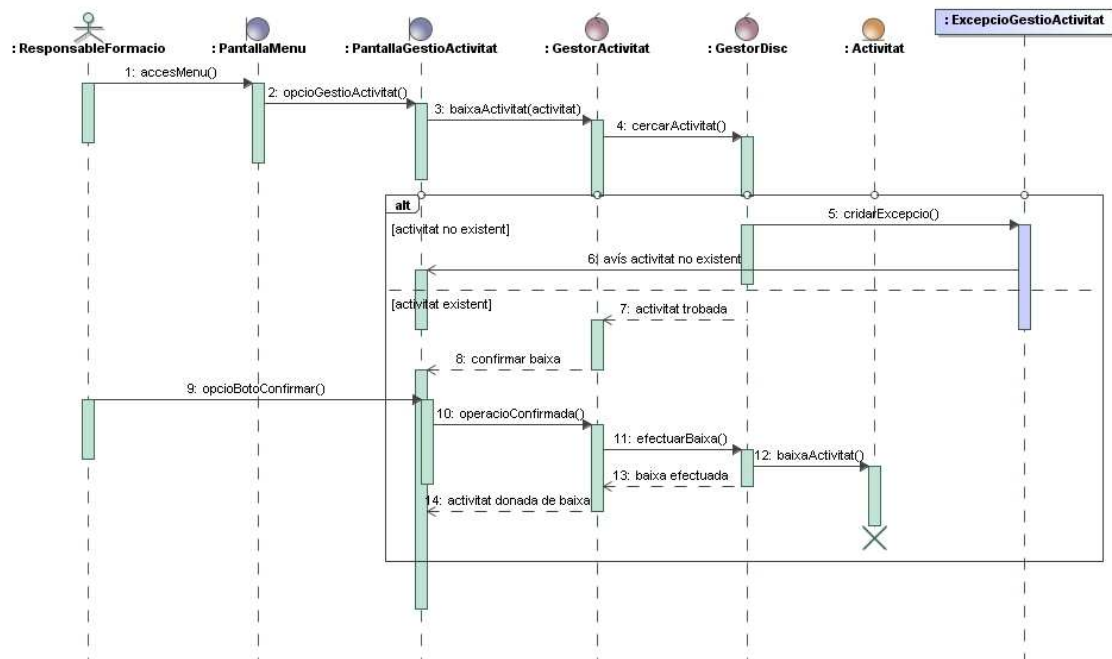 : ExcepcioGestioActivitat
: ResponsableFormacio
: PantallaMenu
: PantallaGestioActivitat
: GestorActivitat
: GestorDisc
: Activitat
1: accesMenu()
2: opcioGestioActivitat()
3: baixaActivitat(activitat)
4: cercarActivitat()
alt
[activitat no existent]
5: cridarExcepcio()
6: avís activitat no existent
[activitat existent]
7: activitat trobada
8: confirmar baixa
9: opcioBotoConfirmar()
10: operacioConfirmada()
11: efectuarBaixa()
12: baixaActivitat()
13: baixa efectuada
14: activitat donada de baixa